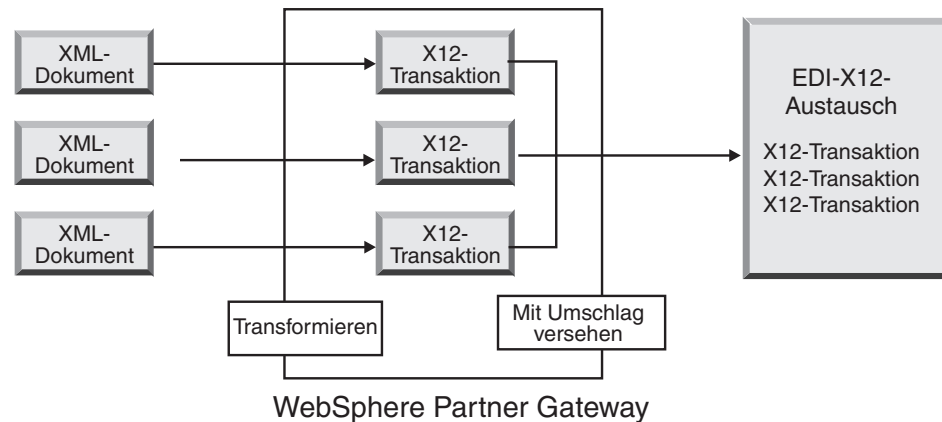 XML-
Dokument
X12-
Transaktion
XML-
Dokument
X12-
Transaktion
XML-
Dokument
X12-
Transaktion
EDI-X12-
Austausch
X12-Transaktion
X12-Transaktion
X12-Transaktion
Transformieren
Mit Umschlag
versehen
WebSphere Partner Gateway